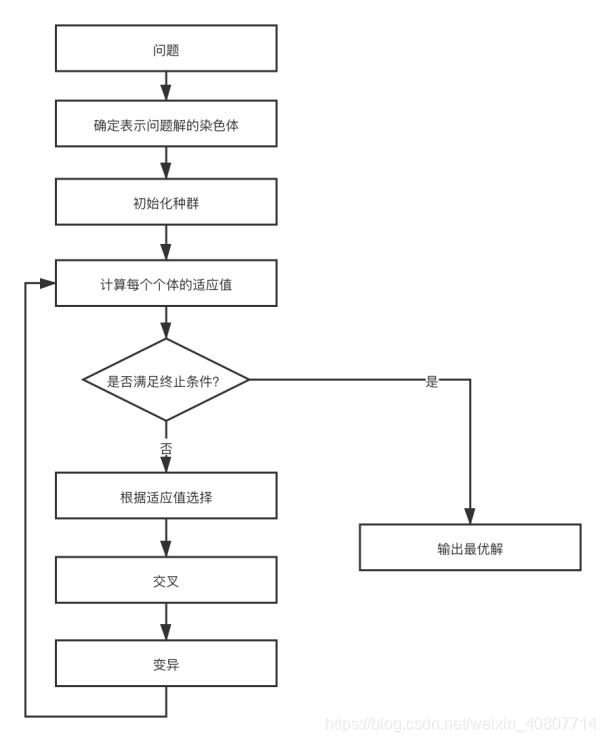 问题
确定表示问题解的染色体
初始化种群
计算每个个体的适应值
是否满足终止条件?
是
否
根据适应值选择
输出最优解
交叉
变异
https://blog.csdn.net/weixin_40807714